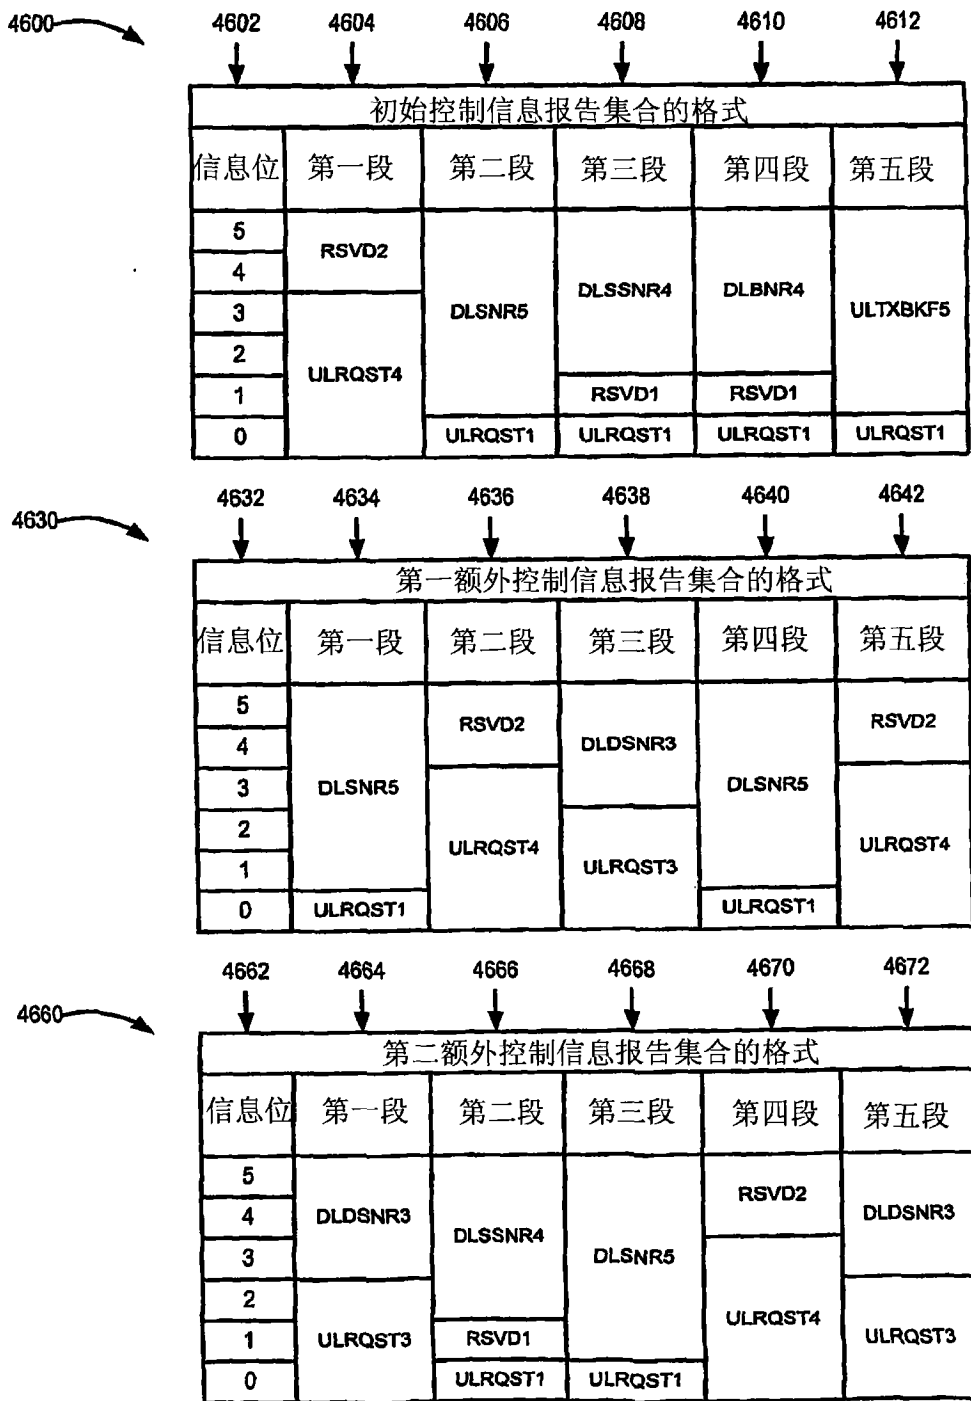 4600 4602 4604 4606 4608 4610 4612
初始控制信息报告集合的格式
信息位 第一段 第二段 第三段 第四段 第五段
5
RSVD2
4
DLSSNR4 DLBNR4
3
DLSNR5 ULTXBKF5
2
ULRQST4
1 RSVD1 RSVD1
0 ULRQST1 ULRQST1 ULRQST1 ULRQST1
4630 4632 4634 4636 4638 4640 4642
第一额外控制信息报告集合的格式
信息位 第一段 第二段 第三段 第四段 第五段
5
RSVD2 RSVD2
4 DLDSNR3
3 DLSNR5 DLSNR5
2
ULRQST4 ULRQST4
1 ULRQST3
0 ULRQST1 ULRQST1
4660 4662 4664 4666 4668 4670 4672
第二额外控制信息报告集合的格式
信息位 第一段 第二段 第三段 第四段 第五段
5
RSVD2
4 DLDSNR3 DLDSNR3
DLSSNR4
3 DLSNR5
2
ULRQST4
1 ULRQST3 RSVD1 ULRQST3
0 ULRQST1 ULRQST1